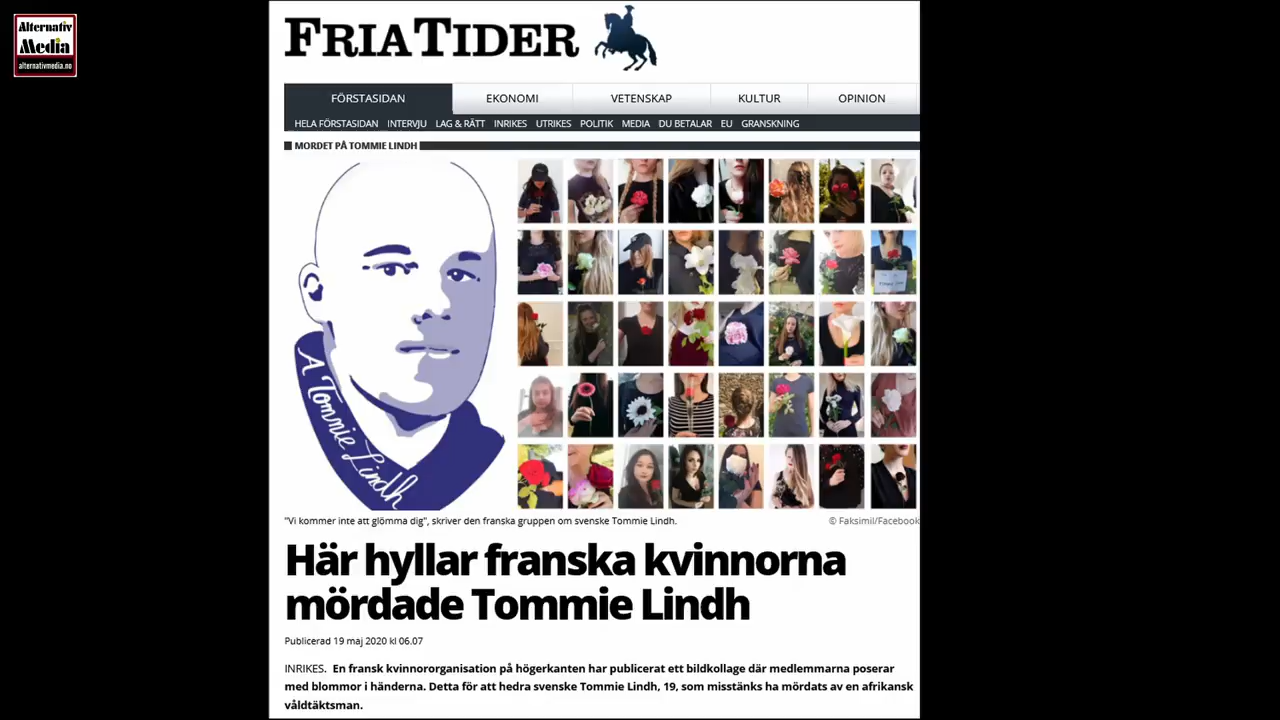 Alternativ
Media
alternativmedia.no
FRIATIDER
FÖRSTASIDAN EKONOMI VETENSKAP KULTUR OPINION
HELA FÖRSTASIDAN INTERVJU LAG & RÄTT INRIKES UTRIKES POLITIK MEDIA DU BETALAR EU GRANSKNING
MORDET PÅ TOMMIE LINDH
A Tommie Lindh
"Vi kommer inte att glömma dig", skriver den franska gruppen om svenske Tommie Lindh.
© Faksimil/Facebook
Här hyllar franska kvinnorna
mördade Tommie Lindh
Publicerad 19 maj 2020 kl 06.07
INRIKES. En fransk kvinnororganisation på högerkanten har publicerat ett bildkollage där medlemmarna poserar
med blommor i händerna. Detta för att hedra svenske Tommie Lindh, 19, som misstänks ha mördats av en afrikansk
våldtäktsman.